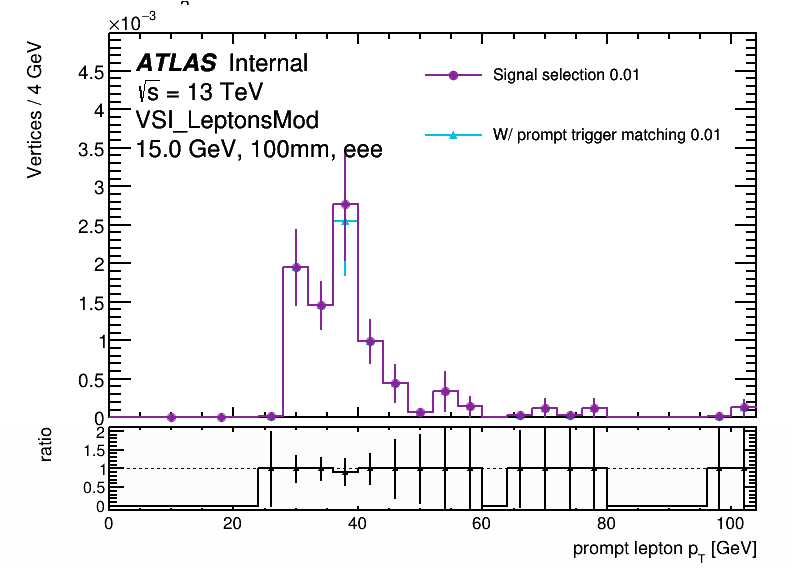 ×10⁻³
ATLAS Internal
√s = 13 TeV
VSI_LeptonsMod
15.0 GeV, 100mm, eee
Signal selection 0.01
W/ prompt trigger matching 0.01
Vertices / 4 GeV
4.5
4
3.5
3
2.5
2
1.5
1
0.5
0
ratio
2
1.5
1
0.5
0
0 20 40 60 80 100
prompt lepton p_T [GeV]